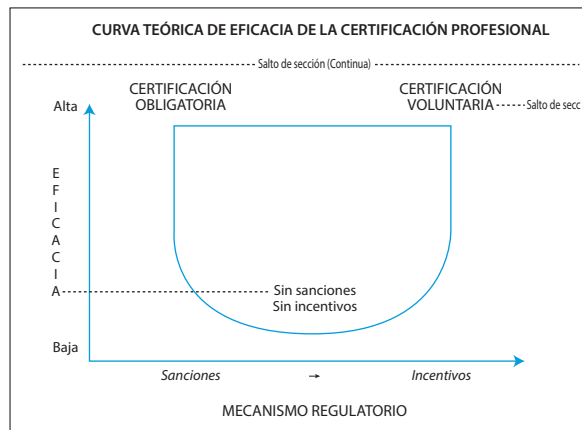 CURVA TEÓRICA DE EFICACIA DE LA CERTIFICACIÓN PROFESIONAL
Salto de sección (Continua)
CERTIFICACIÓN
OBLIGATORIA
CERTIFICACIÓN
VOLUNTARIA
Salto de secc
Alta
E
F
I
C
A
C
I
A
Sin sanciones
Sin incentivos
Baja
Sanciones → Incentivos
MECANISMO REGULATORIO